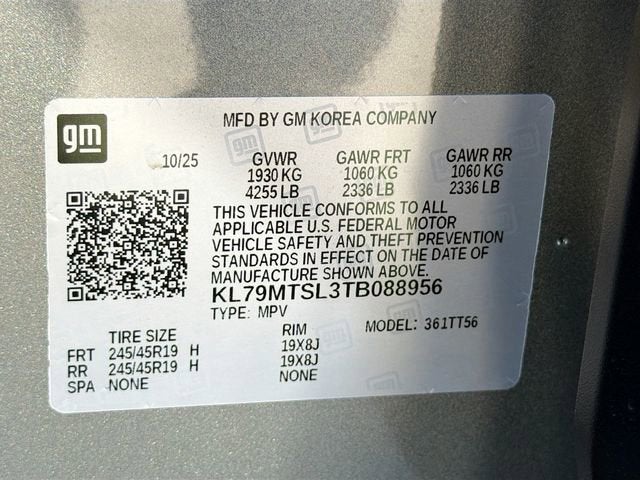 gm
MFD BY GM KOREA COMPANY
10/25 GVWR GAWR FRT GAWR RR
1930 KG 1060 KG 1060 KG
4255 LB 2336 LB 2336 LB
THIS VEHICLE CONFORMS TO ALL
APPLICABLE U.S. FEDERAL MOTOR
VEHICLE SAFETY AND THEFT PREVENTION
STANDARDS IN EFFECT ON THE DATE OF
MANUFACTURE SHOWN ABOVE.
KL79MTSL3TB088956
TYPE: MPV
TIRE SIZE RIM MODEL: 361TT56
FRT 245/45R19 H 19X8J
RR 245/45R19 H 19X8J
SPA NONE NONE